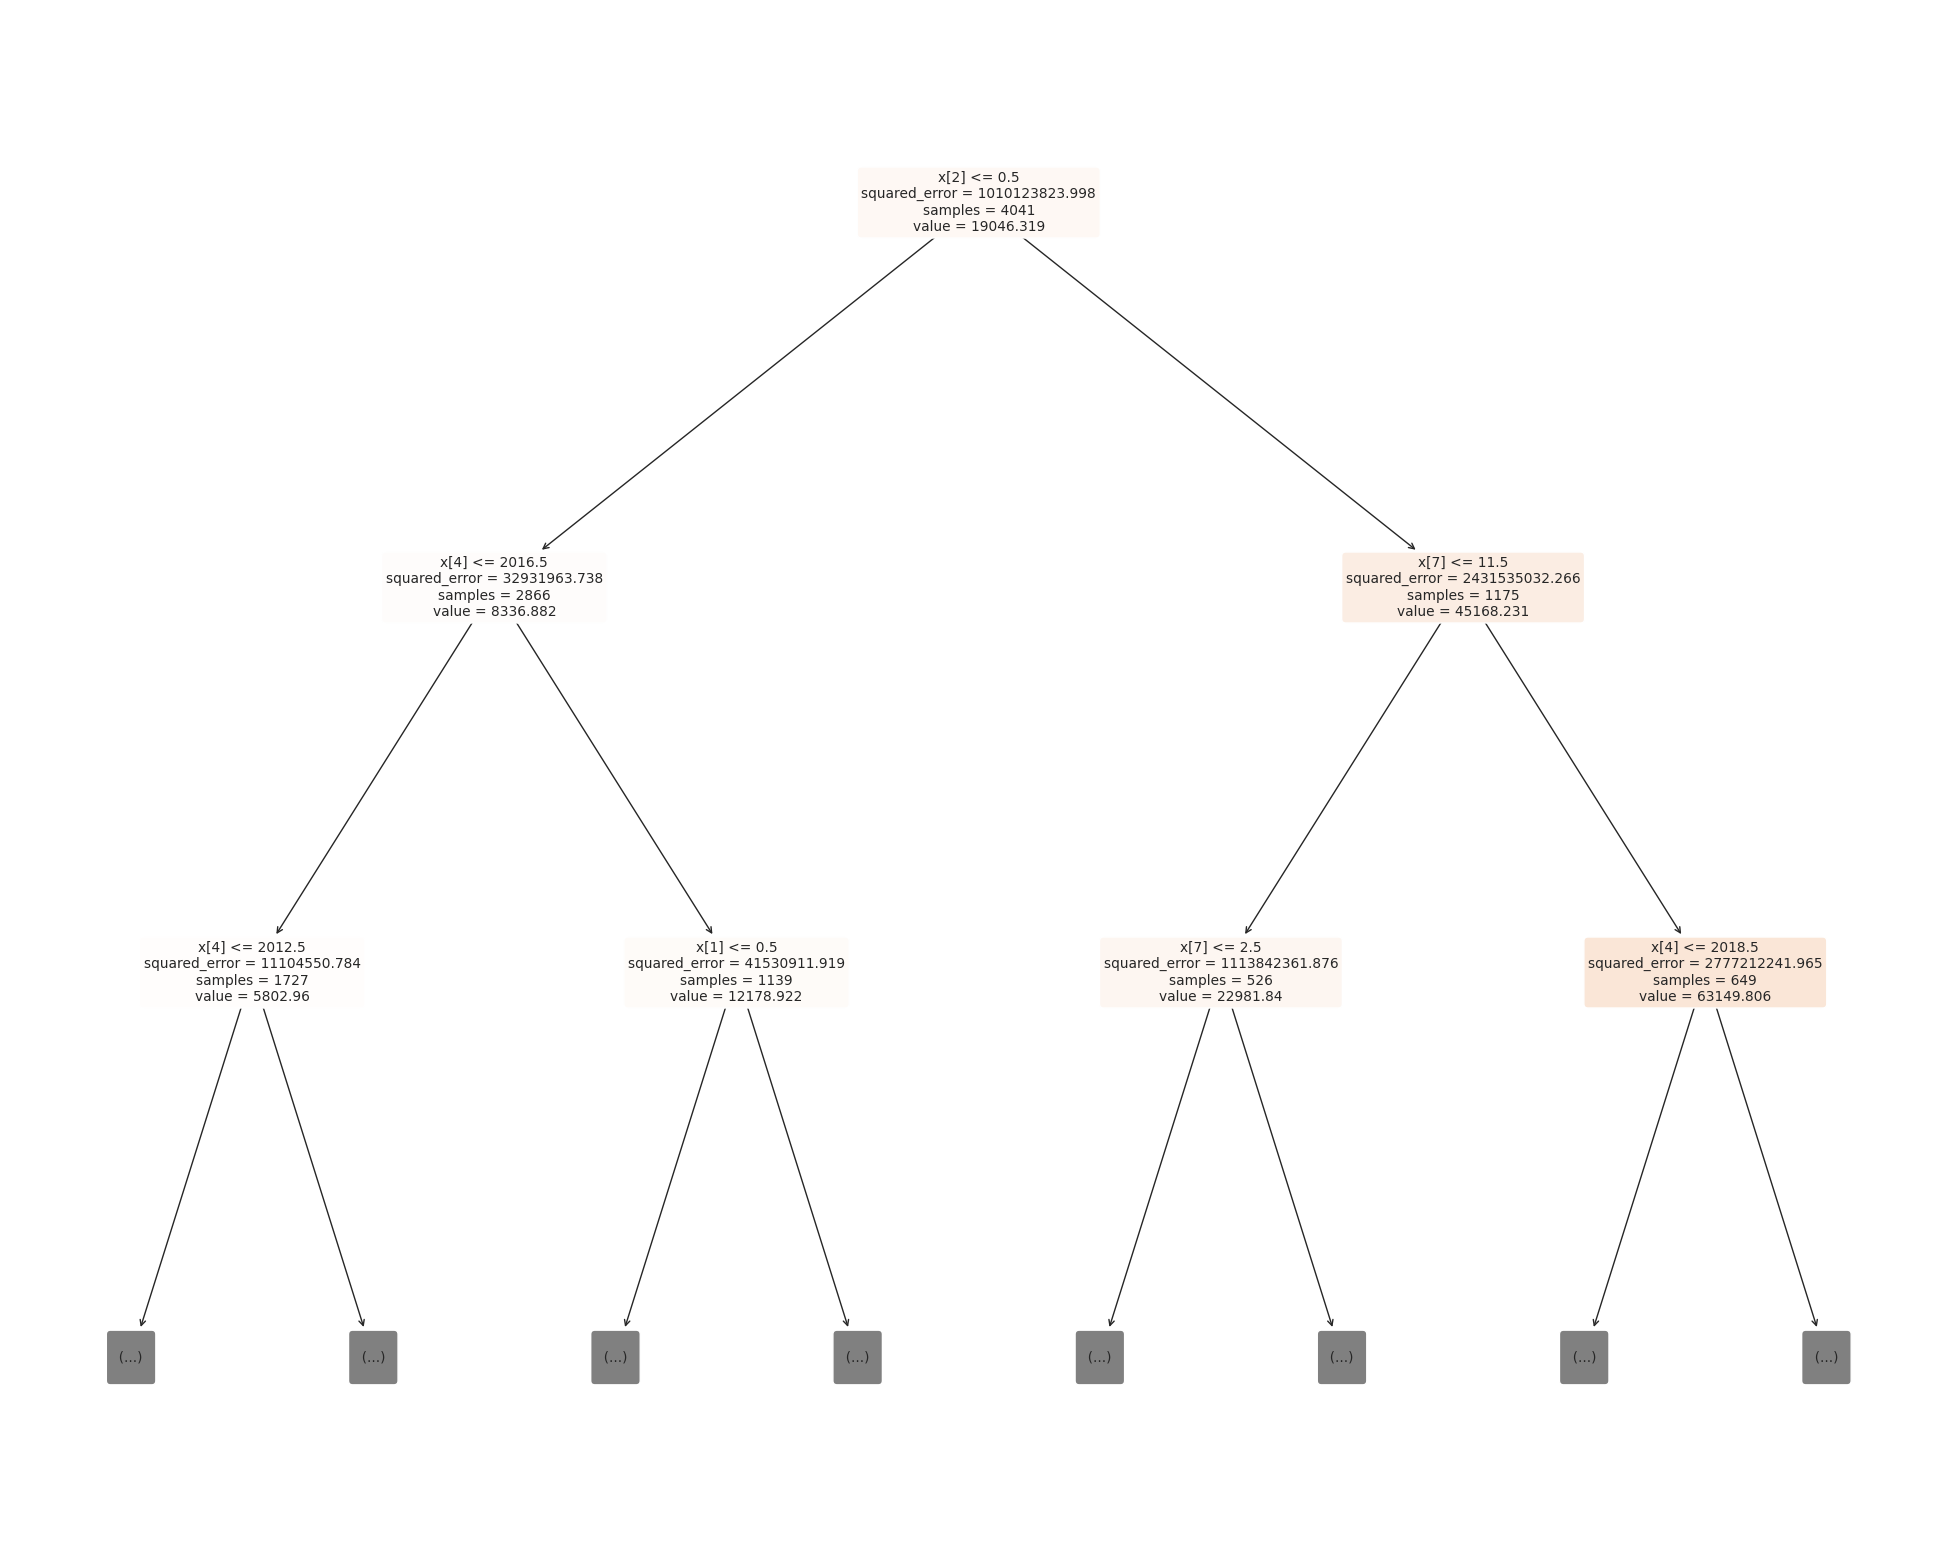 x[2] <= 0.5
squared_error = 1010123823.998
samples = 4041
value = 19046.319
x[4] <= 2016.5
squared_error = 32931963.738
samples = 2866
value = 8336.882
x[7] <= 11.5
squared_error = 2431535032.266
samples = 1175
value = 45168.231
x[4] <= 2012.5
squared_error = 11104550.784
samples = 1727
value = 5802.96
x[1] <= 0.5
squared_error = 41530911.919
samples = 1139
value = 12178.922
x[7] <= 2.5
squared_error = 1113842361.876
samples = 526
value = 22981.84
x[4] <= 2018.5
squared_error = 2777212241.965
samples = 649
value = 63149.806
(...)
(...)
(...)
(...)
(...)
(...)
(...)
(...)